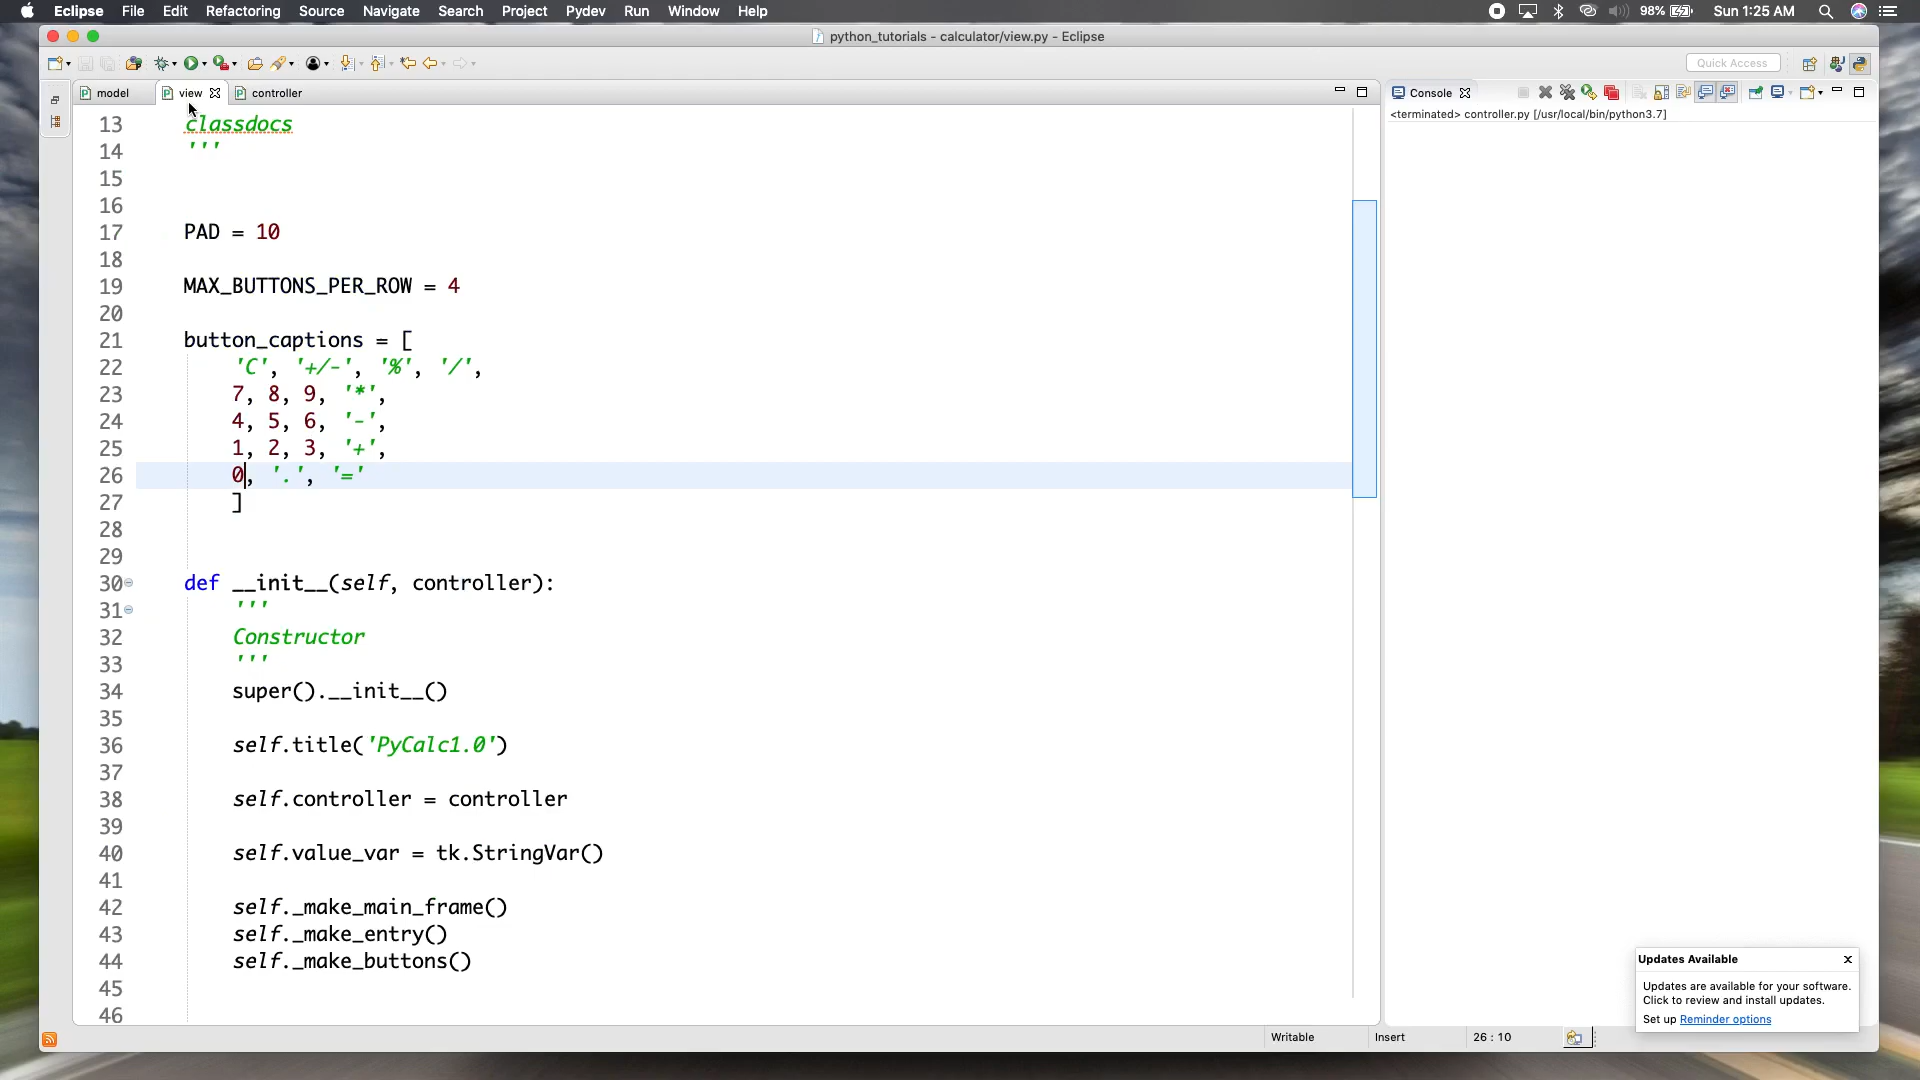 Eclipse File Edit Refactoring Source Navigate Search Project Pydev Run Window Help 98% Sun 1:25 AM
python_tutorials - calculator/view.py - Eclipse
Quick Access
model view controller
Console
<terminated> controller.py [/usr/local/bin/python3.7]
13 classdocs
14 '''
15
16
17 PAD = 10
18
19 MAX_BUTTONS_PER_ROW = 4
20
21 button_captions = [
22 'C', '+/-', '%', '/',
23 7, 8, 9, '*',
24 4, 5, 6, '-',
25 1, 2, 3, '+',
26 0, '.', '='
27 ]
28
29
30 def __init__(self, controller):
31 '''
32 Constructor
33 '''
34 super().__init__()
35
36 self.title('PyCalc1.0')
37
38 self.controller = controller
39
40 self.value_var = tk.StringVar()
41
42 self._make_main_frame()
43 self._make_entry()
44 self._make_buttons()
45
46
Updates Available
Updates are available for your software.
Click to review and install updates.
Set up Reminder options
Writable Insert 26 : 10